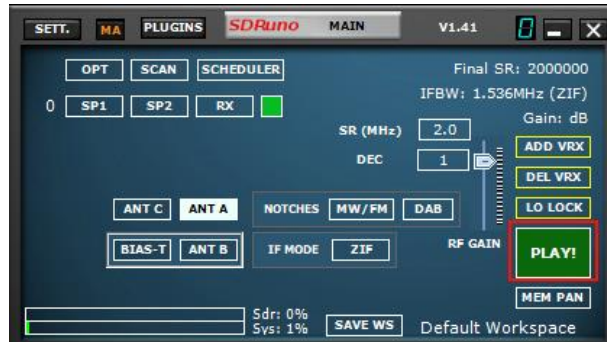 SETT. MA PLUGINS SDRuno MAIN V1.41 0
OPT SCAN SCHEDULER Final SR: 2000000
IFBW: 1.536MHz (ZIF)
0 SP1 SP2 RX Gain: dB
SR (MHz) 2.0 ADD VRX
DEC 1 DEL VRX
ANT C ANT A NOTCHES MW/FM DAB LO LOCK
BIAS-T ANT B IF MODE ZIF RF GAIN PLAY!
MEM PAN
Sdr: 0%
Sys: 1% SAVE WS Default Workspace